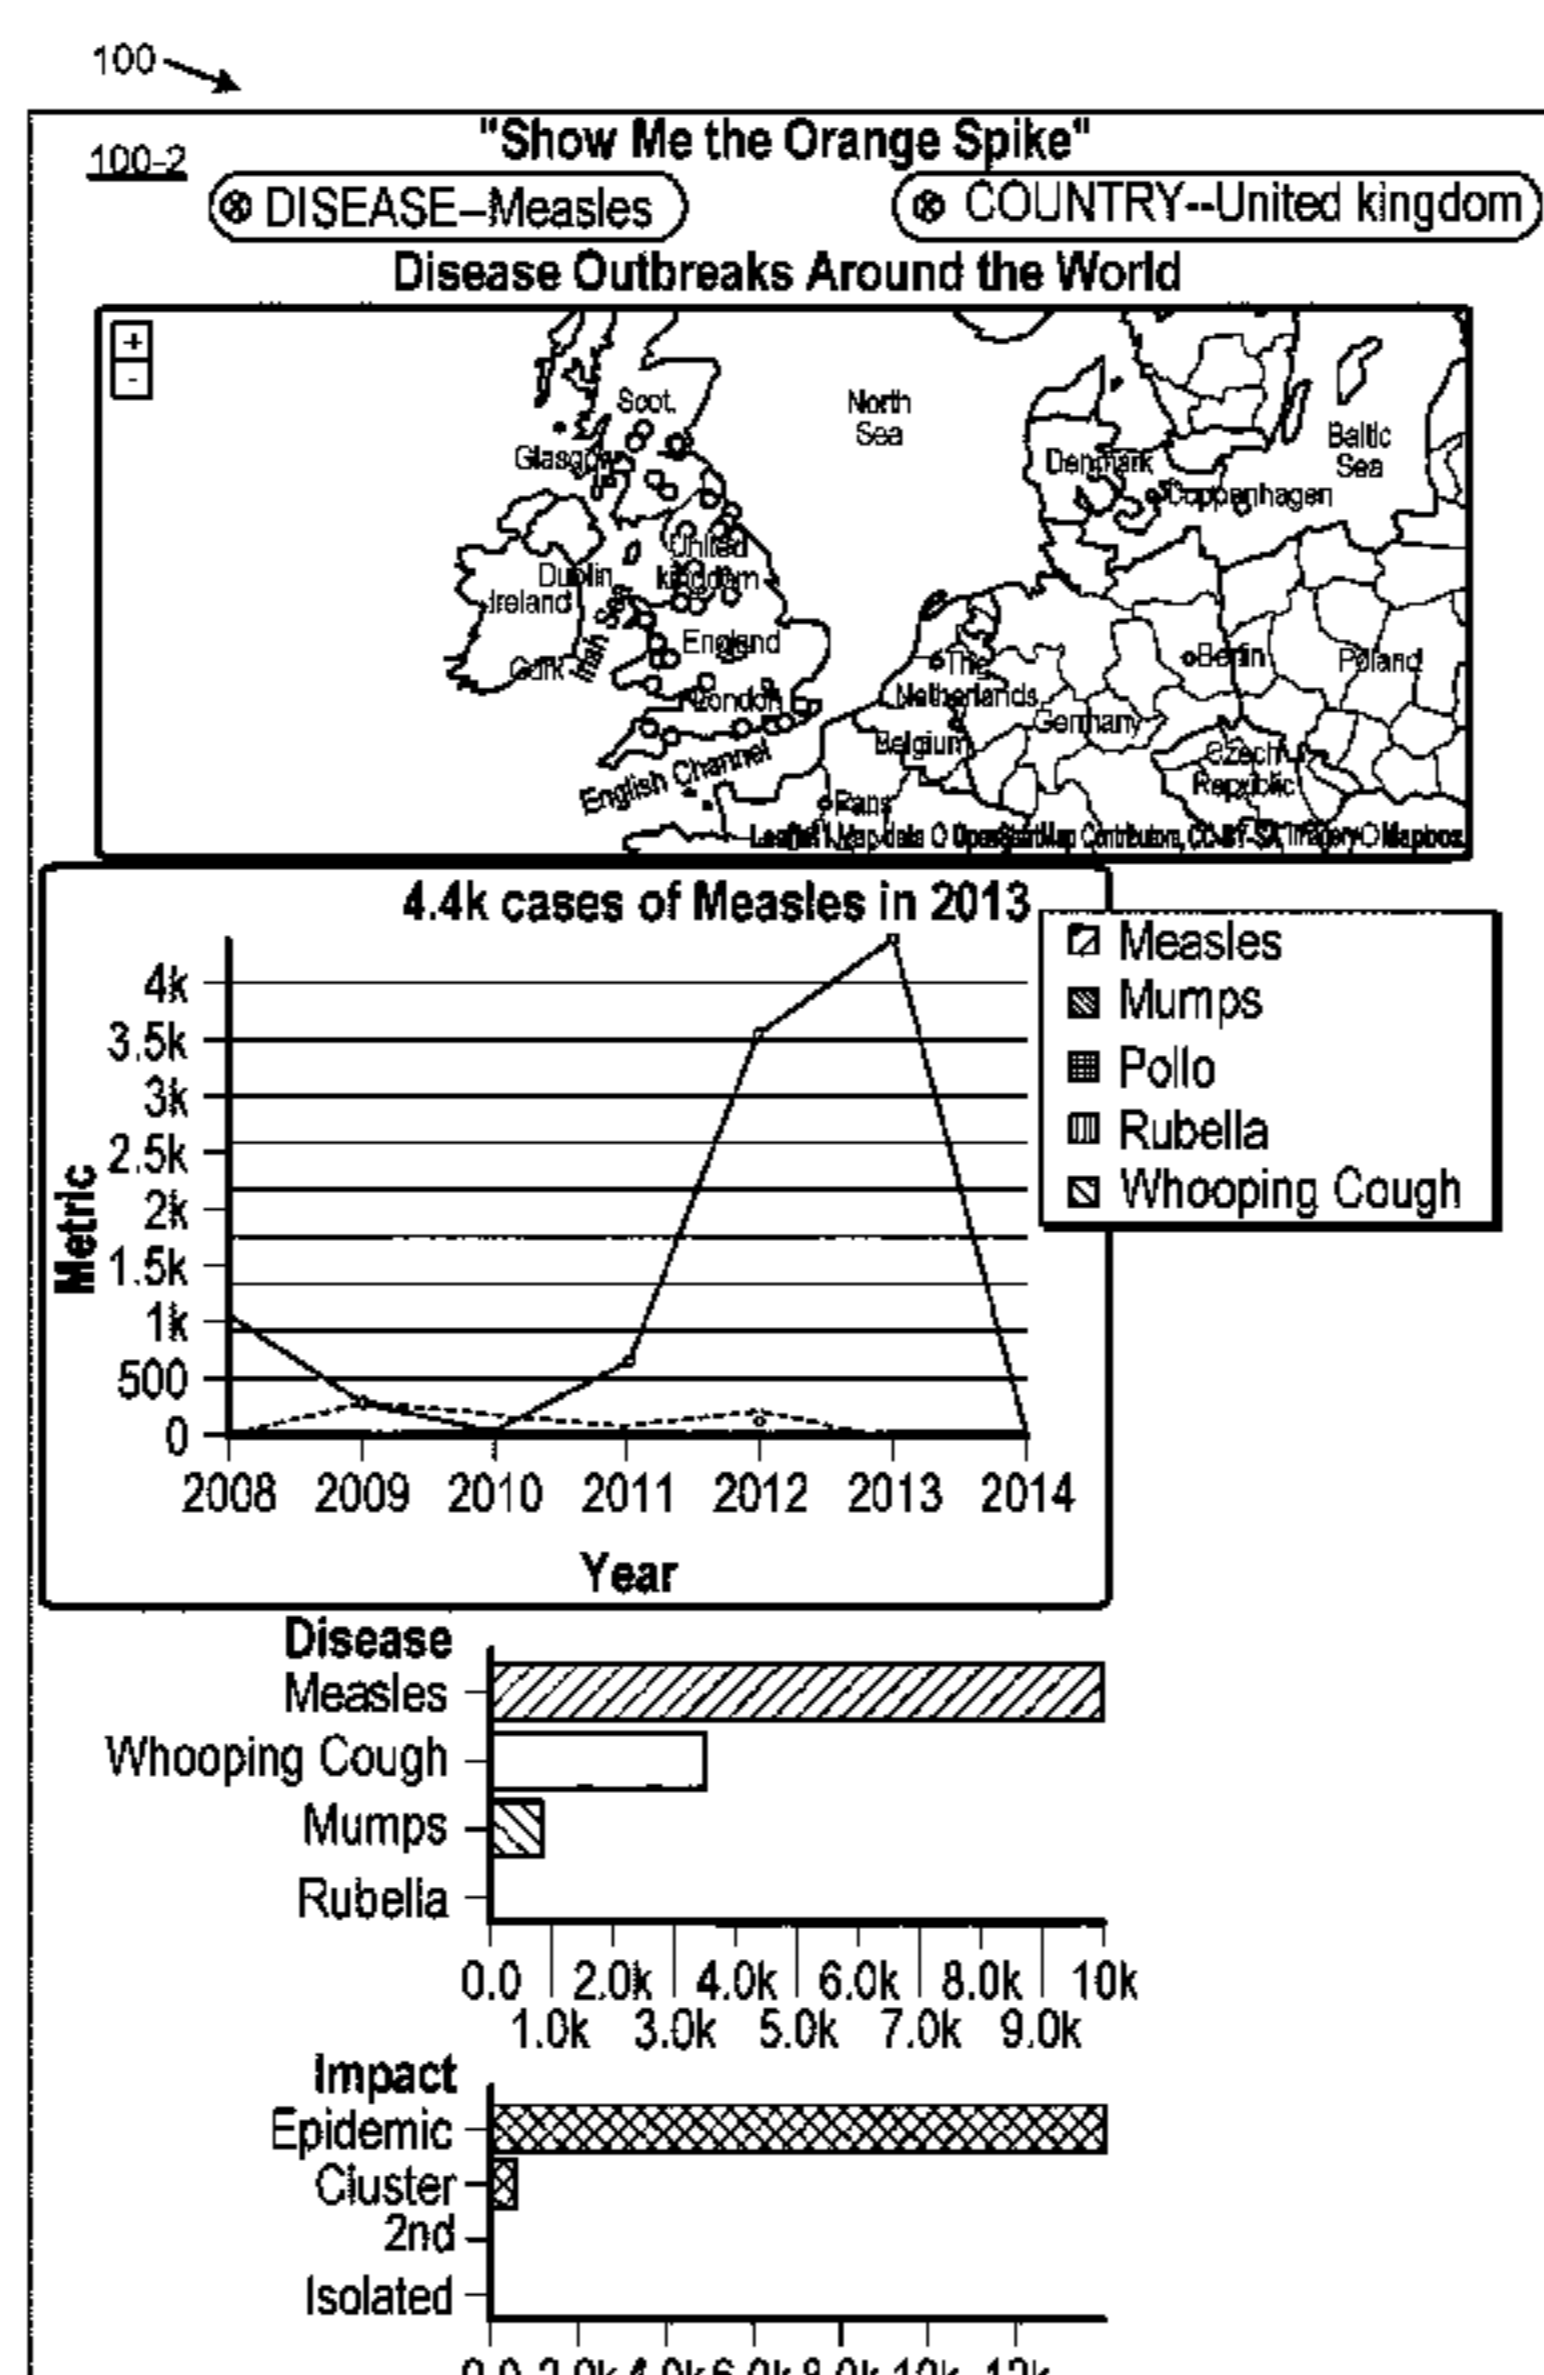 100
100-2
"Show Me the Orange Spike"
DISEASE–Measles
COUNTRY--United kingdom
Disease Outbreaks Around the World
+
-
Scot.
North
Sea
Baltic
Sea
Glasgow
Denmark
Coppenhagen
United
kingdom
Dublin
Ireland
Irish Sea
England
Berlin
Poland
The
Netherlands
London
Germany
Belgium
Czech
Republic
English Channel
4.4k cases of Measles in 2013
Measles
Mumps
Pollo
Rubella
Whooping Cough
Metric
4k
3.5k
3k
2.5k
2k
1.5k
1k
500
0
2008 2009 2010 2011 2012 2013 2014
Year
Disease
Measles
Whooping Cough
Mumps
Rubella
0.0 2.0k 4.0k 6.0k 8.0k 10k
1.0k 3.0k 5.0k 7.0k 9.0k
Impact
Epidemic
Cluster
2nd
Isolated